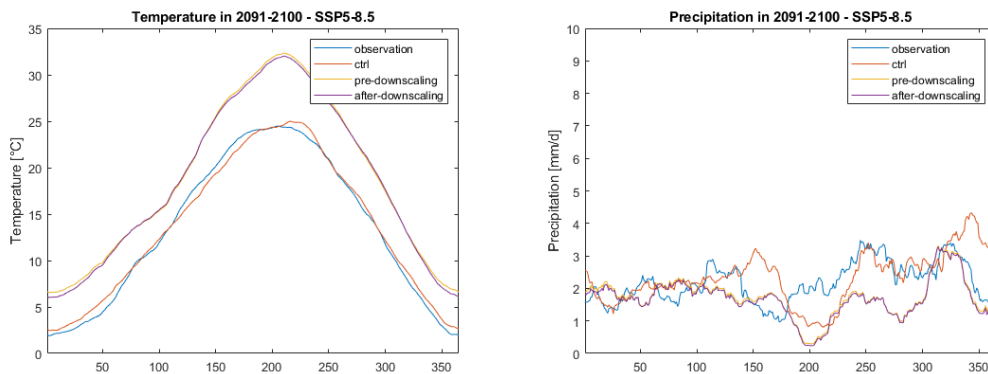 Temperature in 2091-2100 - SSP5-8.5
35
30
25
20
15
10
5
0
Temperature [°C]
50
100
150
200
250
300
350
observation
ctrl
pre-downscaling
after-downscaling
Precipitation in 2091-2100 - SSP5-8.5
10
9
8
7
6
5
4
3
2
1
0
Precipitation [mm/d]
50
100
150
200
250
300
350
observation
ctrl
pre-downscaling
after-downscaling